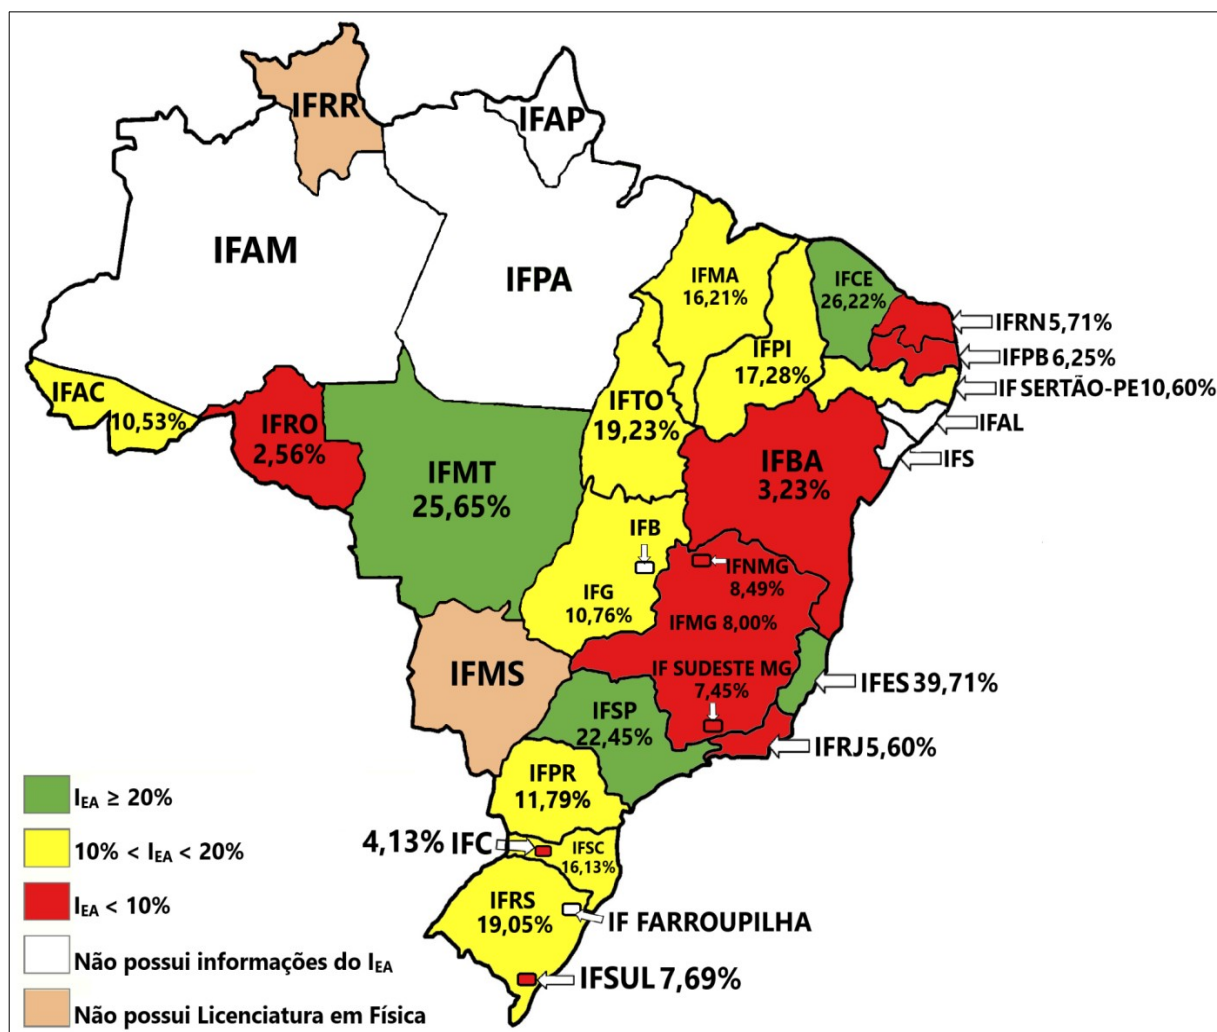 IFRR
IFAP
IFAM
IFPA
IFMA
16,21%
IFCE
26,22%
IFRN 5,71%
IFPB 6,25%
IFPI
17,28%
IF SERTÃO-PE 10,60%
IFAC
10,53%
IFTO
19,23%
IFAL
IFRO
2,56%
IFS
IFMT
25,65%
IFBA
3,23%
IFB
IFNMG
8,49%
IFG
10,76%
IFMG 8,00%
IFMS
IF SUDESTE MG
7,45%
IFES 39,71%
IFSP
22,45%
IFRJ 5,60%
IFPR
11,79%
4,13% IFC
IFSC
16,13%
IFRS
19,05%
IF FARROUPILHA
IFSUL 7,69%
I_EA ≥ 20%
10% < I_EA < 20%
I_EA < 10%
Não possui informações do I_EA
Não possui Licenciatura em Física